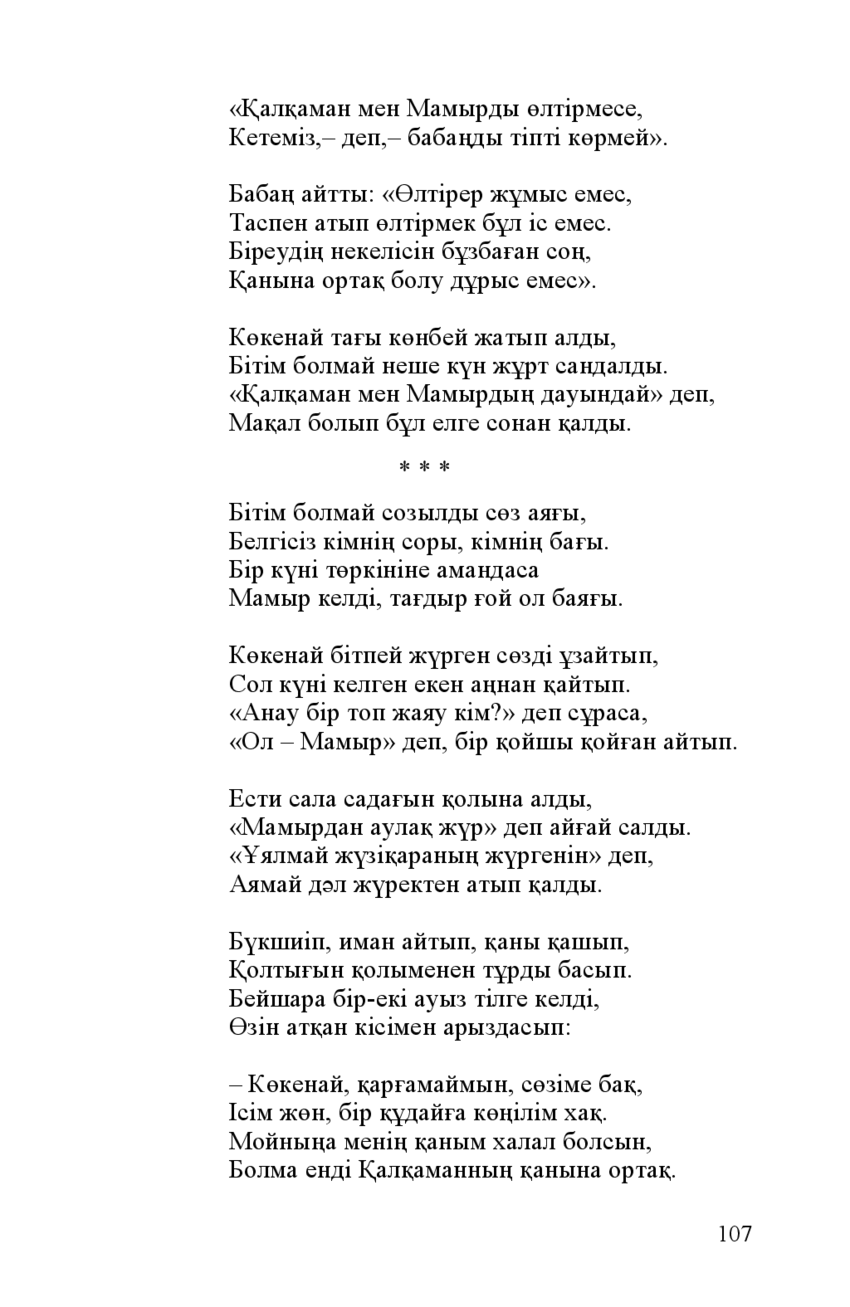 «Қалқаман мен Мамырды өлтірмесе,
Кетеміз,– деп,– бабаңды тіпті көрмей».
Бабаң айтты: «Өлтірер жұмыс емес,
Таспен атып өлтірмек бұл іс емес.
Біреудің некелісін бұзбаған соң,
Қанына ортақ болу дұрыс емес».
Көкенай тағы көнбей жатып алды,
Бітім болмай неше күн жұрт сандалды.
«Қалқаман мен Мамырдың дауындай» деп,
Мақал болып бұл елге сонан қалды.
* * *
Бітім болмай созылды сөз аяғы,
Белгісіз кімнің соры, кімнің бағы.
Бір күні төркініне амандаса
Мамыр келді, тағдыр ғой ол баяғы.
Көкенай бітпей жүрген сөзді ұзайтып,
Сол күні келген екен аңнан қайтып.
«Анау бір топ жаяу кім?» деп сұраса,
«Ол – Мамыр» деп, бір қойшы қойған айтып.
Ести сала садағын қолына алды,
«Мамырдан аулақ жүр» деп айғай салды.
«Ұялмай жүзіқараның жүргенін» деп,
Аямай дәл жүректен атып қалды.
Бүкшиіп, иман айтып, қаны қашып,
Қолтығын қолыменен тұрды басып.
Бейшара бір-екі ауыз тілге келді,
Өзін атқан кісімен арыздасып:
– Көкенай, қарғамаймын, сөзіме бақ,
Ісім жөн, бір құдайға көңілім хақ.
Мойныңа менің қаным халал болсын,
Болма енді Қалқаманның қанына ортақ.
107